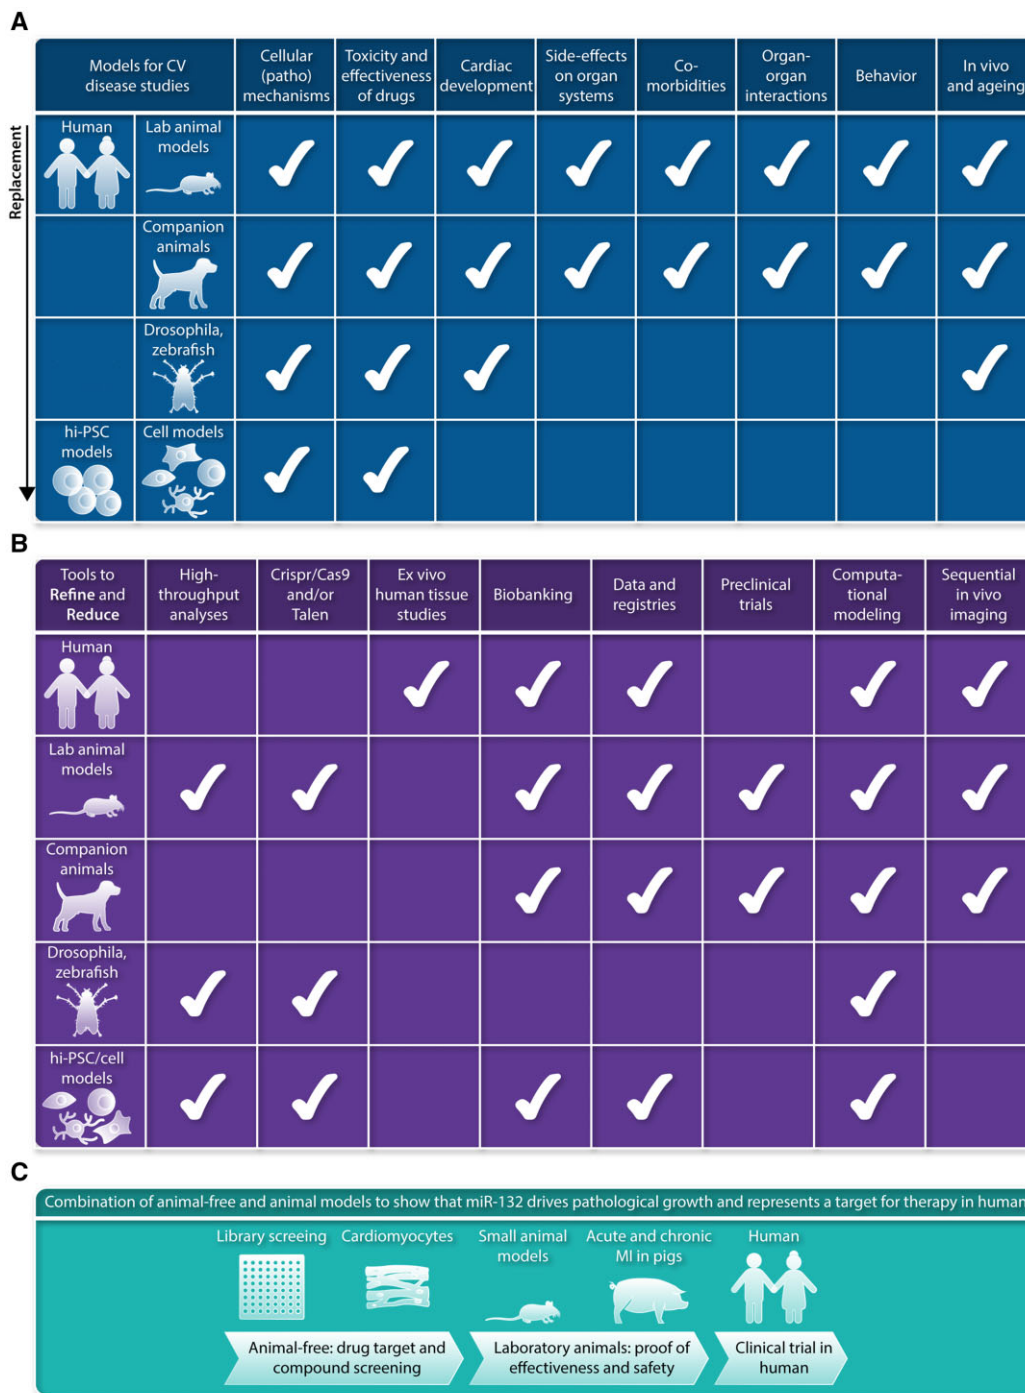 A
Models for CV
disease studies
Cellular
(patho)
mechanisms
Toxicity and
effectiveness
of drugs
Cardiac
development
Side-effects
on organ
systems
Co-
morbidities
Organ-
organ
interactions
Behavior
In vivo
and ageing
Replacement
Human
Lab animal
models
Companion
animals
Drosophila,
zebrafish
hi-PSC
models
Cell models
B
Tools to
Refine and
Reduce
High-
throughput
analyses
Crispr/Cas9
and/or
Talen
Ex vivo
human tissue
studies
Biobanking
Data and
registries
Preclinical
trials
Computa-
tional
modeling
Sequential
in vivo
imaging
Human
Lab animal
models
Companion
animals
Drosophila,
zebrafish
hi-PSC/cell
models
C
Combination of animal-free and animal models to show that miR-132 drives pathological growth and represents a target for therapy in human
Library screeing
Cardiomyocytes
Small animal
models
Acute and chronic
MI in pigs
Human
Animal-free: drug target and
compound screening
Laboratory animals: proof of
effectiveness and safety
Clinical trial in
human